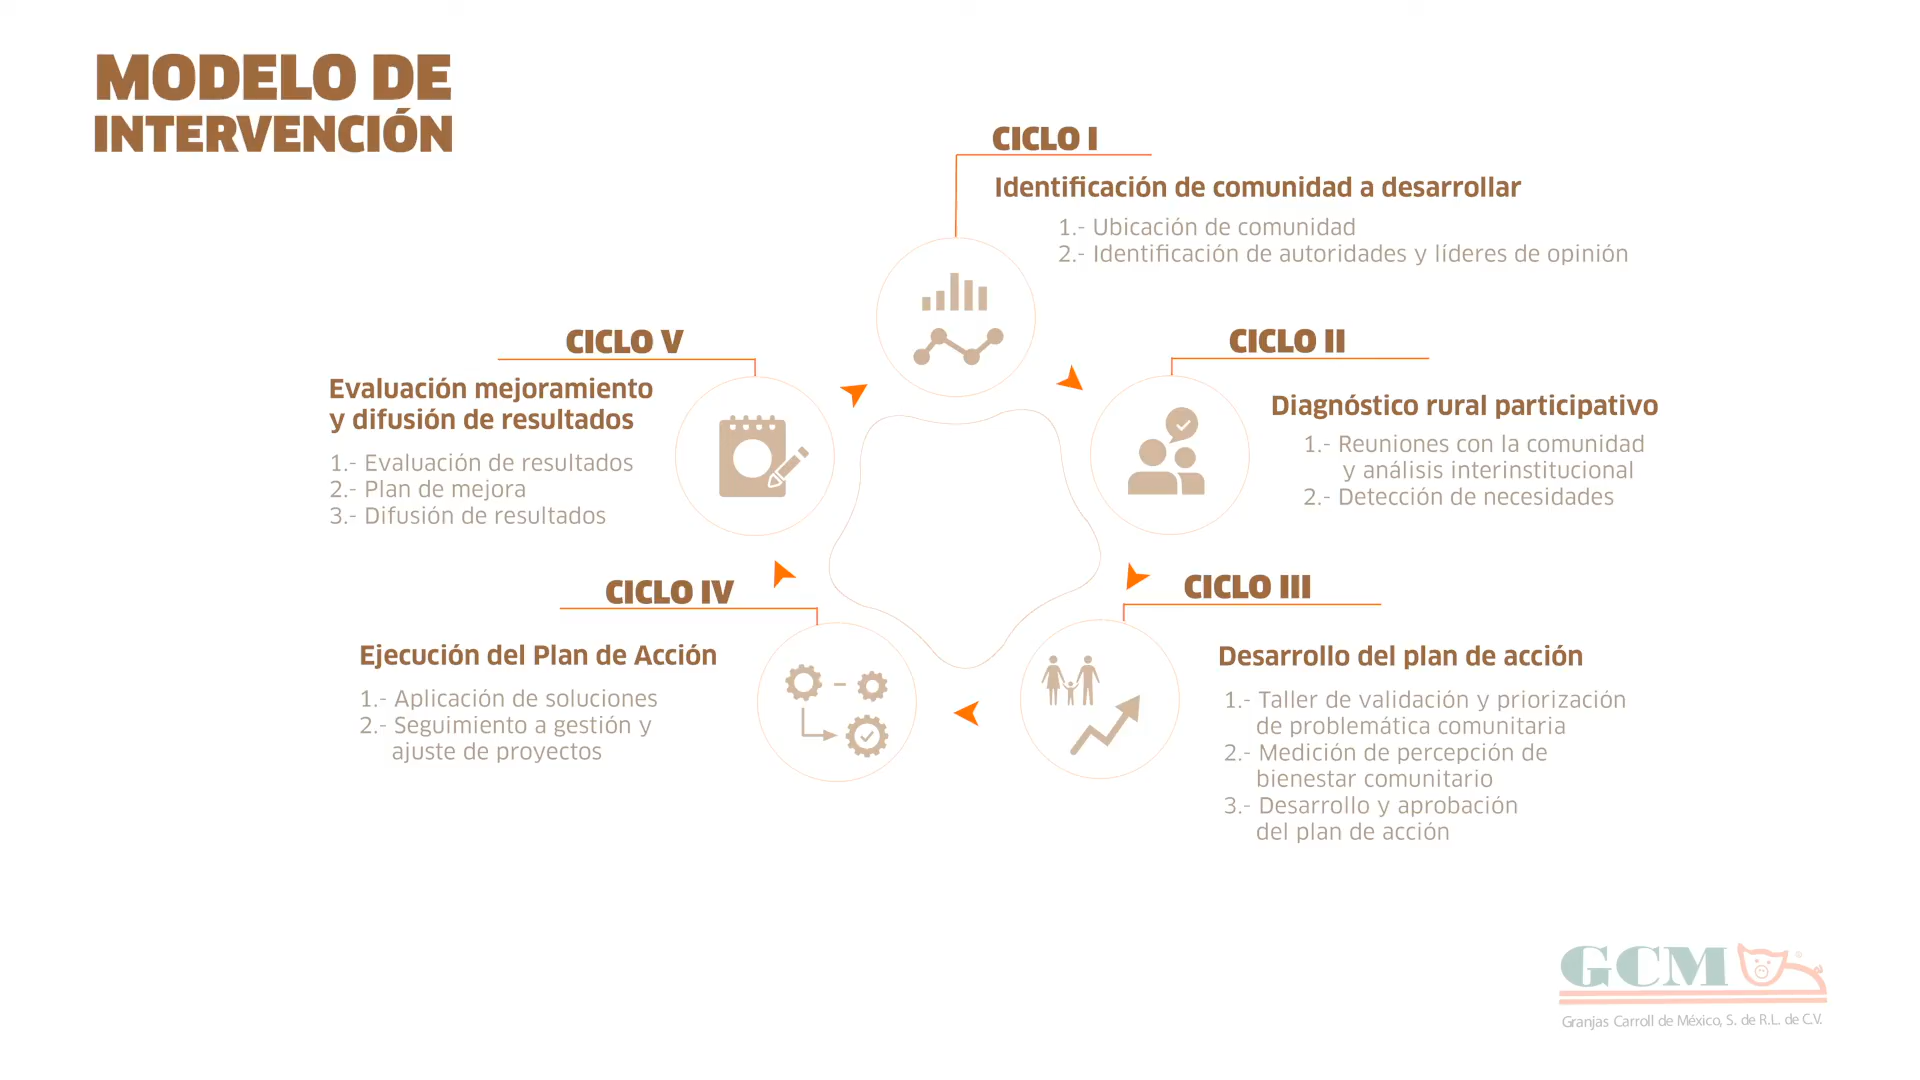 MODELO DE
INTERVENCIÓN
CICLO I
Identificación de comunidad a desarrollar
1.- Ubicación de comunidad
2.- Identificación de autoridades y líderes de opinión
CICLO II
Diagnóstico rural participativo
1.- Reuniones con la comunidad
y análisis interinstitucional
2.- Detección de necesidades
CICLO III
Desarrollo del plan de acción
1.- Taller de validación y priorización
de problemática comunitaria
2.- Medición de percepción de
bienestar comunitario
3.- Desarrollo y aprobación
del plan de acción
CICLO IV
Ejecución del Plan de Acción
1.- Aplicación de soluciones
2.- Seguimiento a gestión y
ajuste de proyectos
CICLO V
Evaluación mejoramiento
y difusión de resultados
1.- Evaluación de resultados
2.- Plan de mejora
3.- Difusión de resultados
GCM
Granjas Carroll de México, S. de R.L. de C.V.